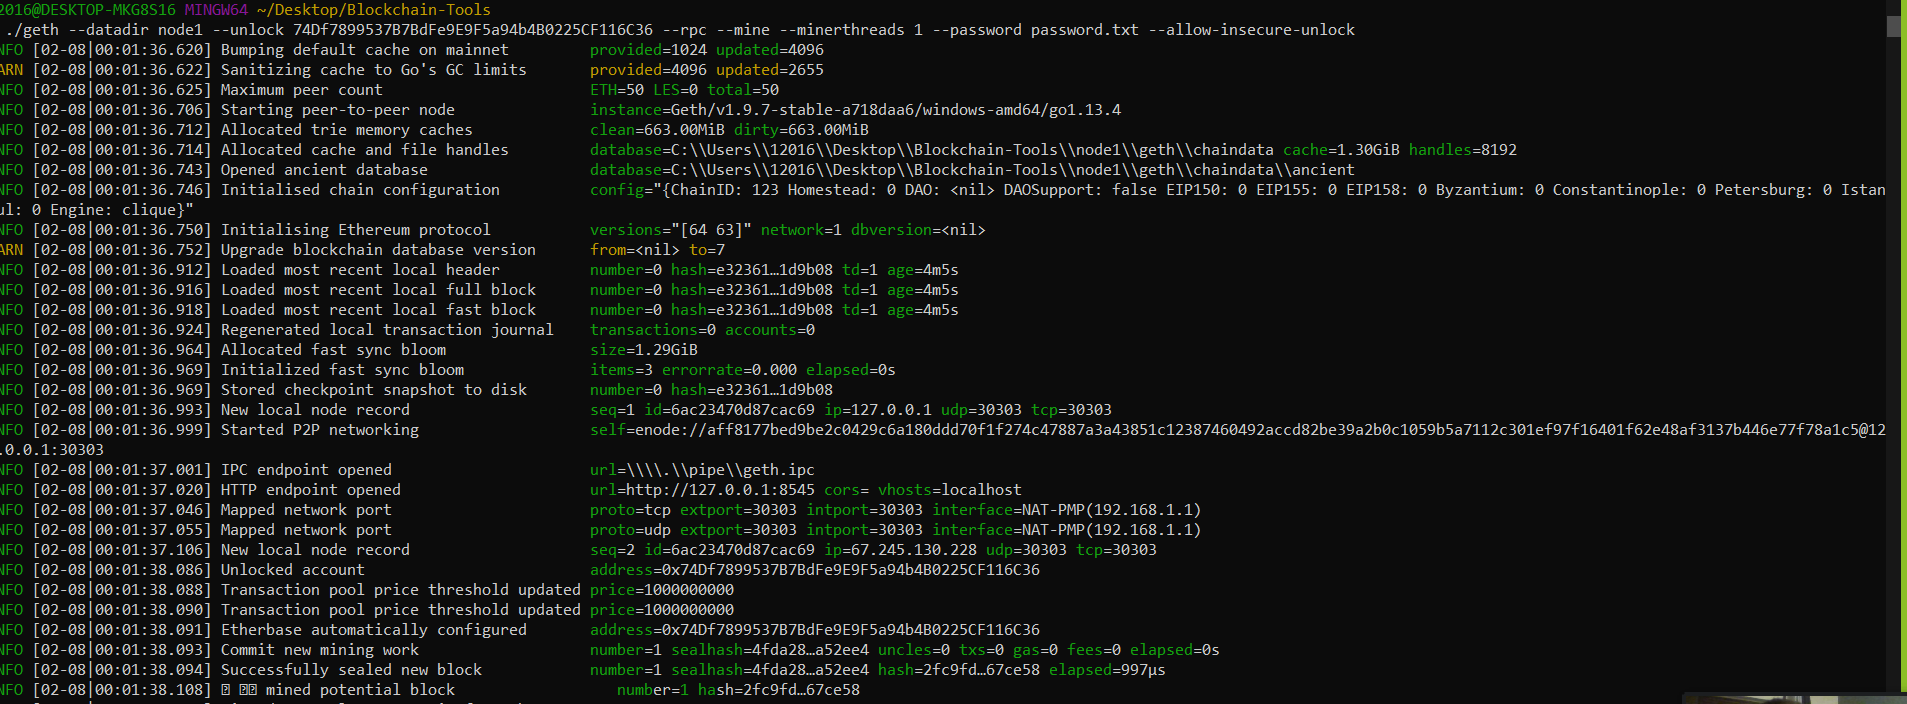 2016@DESKTOP-MKG8S16 MINGW64 ~/Desktop/Blockchain-Tools
./geth --datadir node1 --unlock 74Df7899537B7BdFe9E9F5a94b4B0225CF116C36 --rpc --mine --minerthreads 1 --password password.txt --allow-insecure-unlock
NFO [02-08|00:01:36.620] Bumping default cache on mainnet provided=1024 updated=4096
ARN [02-08|00:01:36.622] Sanitizing cache to Go's GC limits provided=4096 updated=2655
NFO [02-08|00:01:36.625] Maximum peer count ETH=50 LES=0 total=50
NFO [02-08|00:01:36.706] Starting peer-to-peer node instance=Geth/v1.9.7-stable-a718daa6/windows-amd64/go1.13.4
NFO [02-08|00:01:36.712] Allocated trie memory caches clean=663.00MiB dirty=663.00MiB
NFO [02-08|00:01:36.714] Allocated cache and file handles database=C:\\Users\\12016\\Desktop\\Blockchain-Tools\\node1\\geth\\chaindata cache=1.30GiB handles=8192
NFO [02-08|00:01:36.743] Opened ancient database database=C:\\Users\\12016\\Desktop\\Blockchain-Tools\\node1\\geth\\chaindata\\ancient
NFO [02-08|00:01:36.746] Initialised chain configuration config="{ChainID: 123 Homestead: 0 DAO: <nil> DAOSupport: false EIP150: 0 EIP155: 0 EIP158: 0 Byzantium: 0 Constantinople: 0 Petersburg: 0 Istan
ul: 0 Engine: clique}"
NFO [02-08|00:01:36.750] Initialising Ethereum protocol versions="[64 63]" network=1 dbversion=<nil>
ARN [02-08|00:01:36.752] Upgrade blockchain database version from=<nil> to=7
NFO [02-08|00:01:36.912] Loaded most recent local header number=0 hash=e32361…1d9b08 td=1 age=4m5s
NFO [02-08|00:01:36.916] Loaded most recent local full block number=0 hash=e32361…1d9b08 td=1 age=4m5s
NFO [02-08|00:01:36.918] Loaded most recent local fast block number=0 hash=e32361…1d9b08 td=1 age=4m5s
NFO [02-08|00:01:36.924] Regenerated local transaction journal transactions=0 accounts=0
NFO [02-08|00:01:36.964] Allocated fast sync bloom size=1.29GiB
NFO [02-08|00:01:36.969] Initialized fast sync bloom items=3 errorrate=0.000 elapsed=0s
NFO [02-08|00:01:36.969] Stored checkpoint snapshot to disk number=0 hash=e32361…1d9b08
NFO [02-08|00:01:36.993] New local node record seq=1 id=6ac23470d87cac69 ip=127.0.0.1 udp=30303 tcp=30303
NFO [02-08|00:01:36.999] Started P2P networking self=enode://aff8177bed9be2c0429c6a180ddd70f1f274c47887a3a43851c12387460492accd82be39a2b0c1059b5a7112c301ef97f16401f62e48af3137b446e77f78a1c5@12
.0.0.1:30303
NFO [02-08|00:01:37.001] IPC endpoint opened url=\\\\.\\pipe\\geth.ipc
NFO [02-08|00:01:37.020] HTTP endpoint opened url=http://127.0.0.1:8545 cors= vhosts=localhost
NFO [02-08|00:01:37.046] Mapped network port proto=tcp extport=30303 intport=30303 interface=NAT-PMP(192.168.1.1)
NFO [02-08|00:01:37.055] Mapped network port proto=udp extport=30303 intport=30303 interface=NAT-PMP(192.168.1.1)
NFO [02-08|00:01:37.106] New local node record seq=2 id=6ac23470d87cac69 ip=67.245.130.228 udp=30303 tcp=30303
NFO [02-08|00:01:38.086] Unlocked account address=0x74Df7899537B7BdFe9E9F5a94b4B0225CF116C36
NFO [02-08|00:01:38.088] Transaction pool price threshold updated price=1000000000
NFO [02-08|00:01:38.090] Transaction pool price threshold updated price=1000000000
NFO [02-08|00:01:38.091] Etherbase automatically configured address=0x74Df7899537B7BdFe9E9F5a94b4B0225CF116C36
NFO [02-08|00:01:38.093] Commit new mining work number=1 sealhash=4fda28…a52ee4 uncles=0 txs=0 gas=0 fees=0 elapsed=0s
NFO [02-08|00:01:38.094] Successfully sealed new block number=1 sealhash=4fda28…a52ee4 hash=2fc9fd…67ce58 elapsed=997µs
NFO [02-08|00:01:38.108] mined potential block number=1 hash=2fc9fd…67ce58